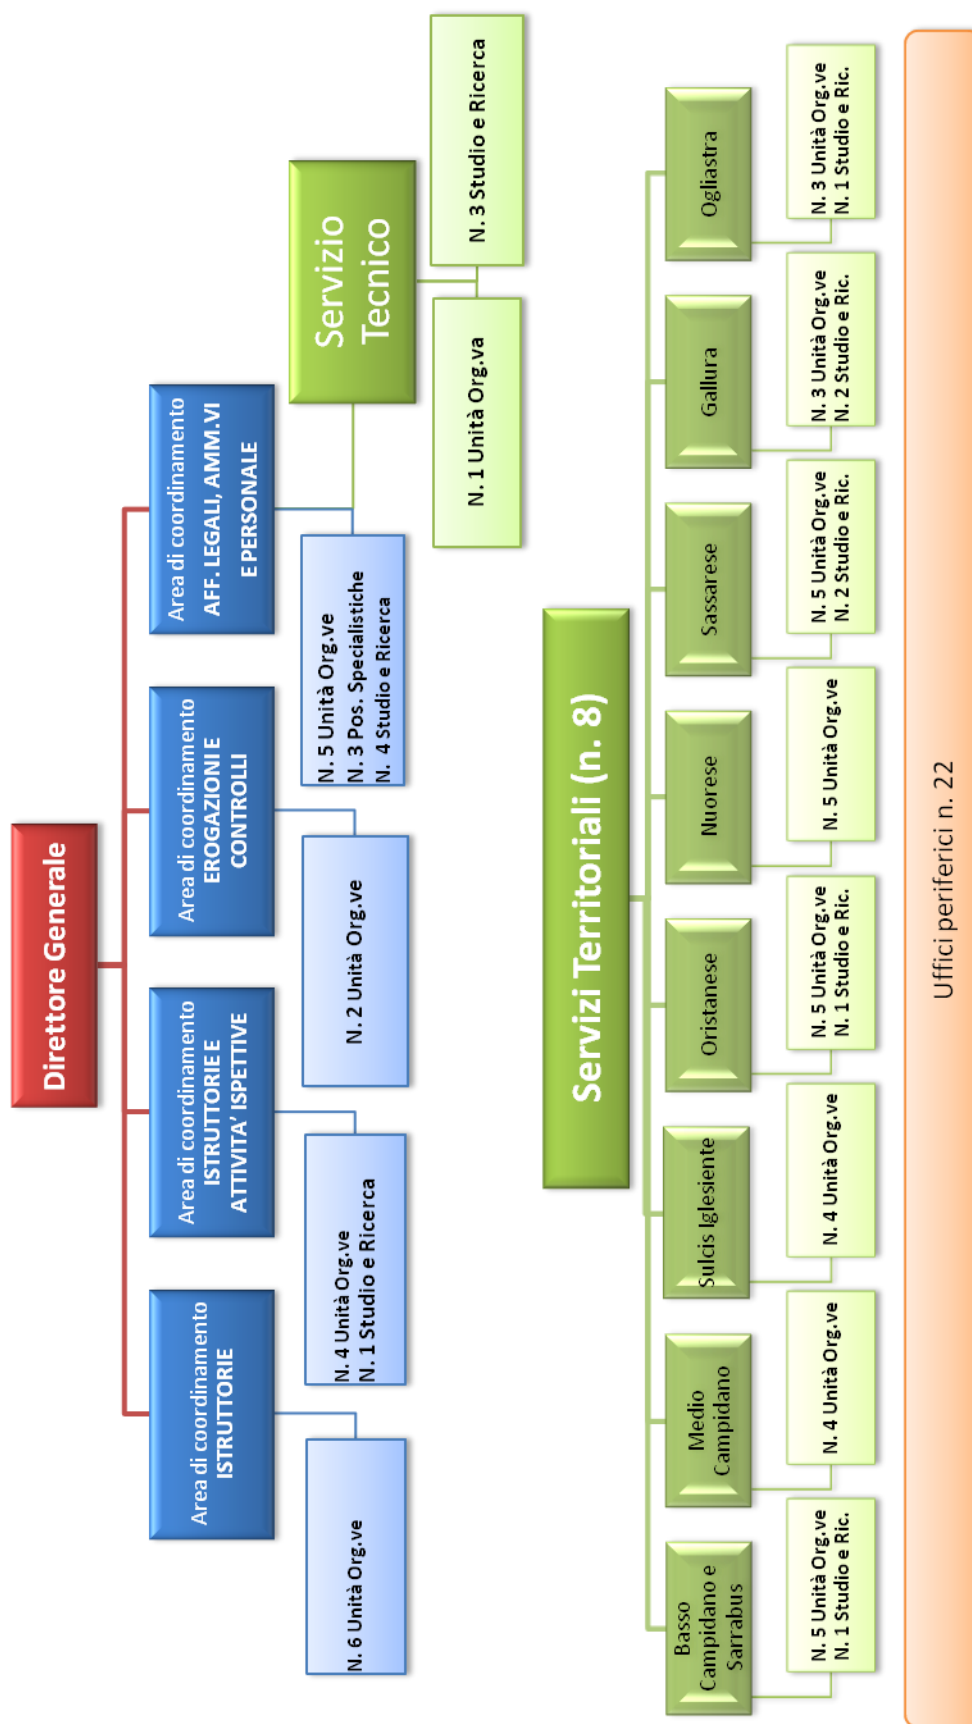 Direttore Generale
Area di coordinamento
ISTRUTTORIE
N. 6 Unità Org.ve
Area di coordinamento
ISTRUTTORIE E
ATTIVITA’ ISPETTIVE
N. 4 Unità Org.ve
N. 1 Studio e Ricerca
Area di coordinamento
EROGAZIONI E
CONTROLLI
N. 2 Unità Org.ve
Area di coordinamento
AFF. LEGALI, AMM.VI
E PERSONALE
N. 5 Unità Org.ve
N. 3 Pos. Specialistiche
N. 4 Studio e Ricerca
Servizio
Tecnico
N. 1 Unità Org.va
N. 3 Studio e Ricerca
Servizi Territoriali (n. 8)
Basso
Campidano e
Sarrabus
N. 5 Unità Org.ve
N. 1 Studio e Ric.
Medio
Campidano
N. 4 Unità Org.ve
Sulcis Iglesiente
N. 4 Unità Org.ve
Oristanese
N. 5 Unità Org.ve
N. 1 Studio e Ric.
Nuorese
N. 5 Unità Org.ve
Sassarese
N. 5 Unità Org.ve
N. 2 Studio e Ric.
Gallura
N. 3 Unità Org.ve
N. 2 Studio e Ric.
Ogliastra
N. 3 Unità Org.ve
N. 1 Studio e Ric.
Uffici periferici n. 22